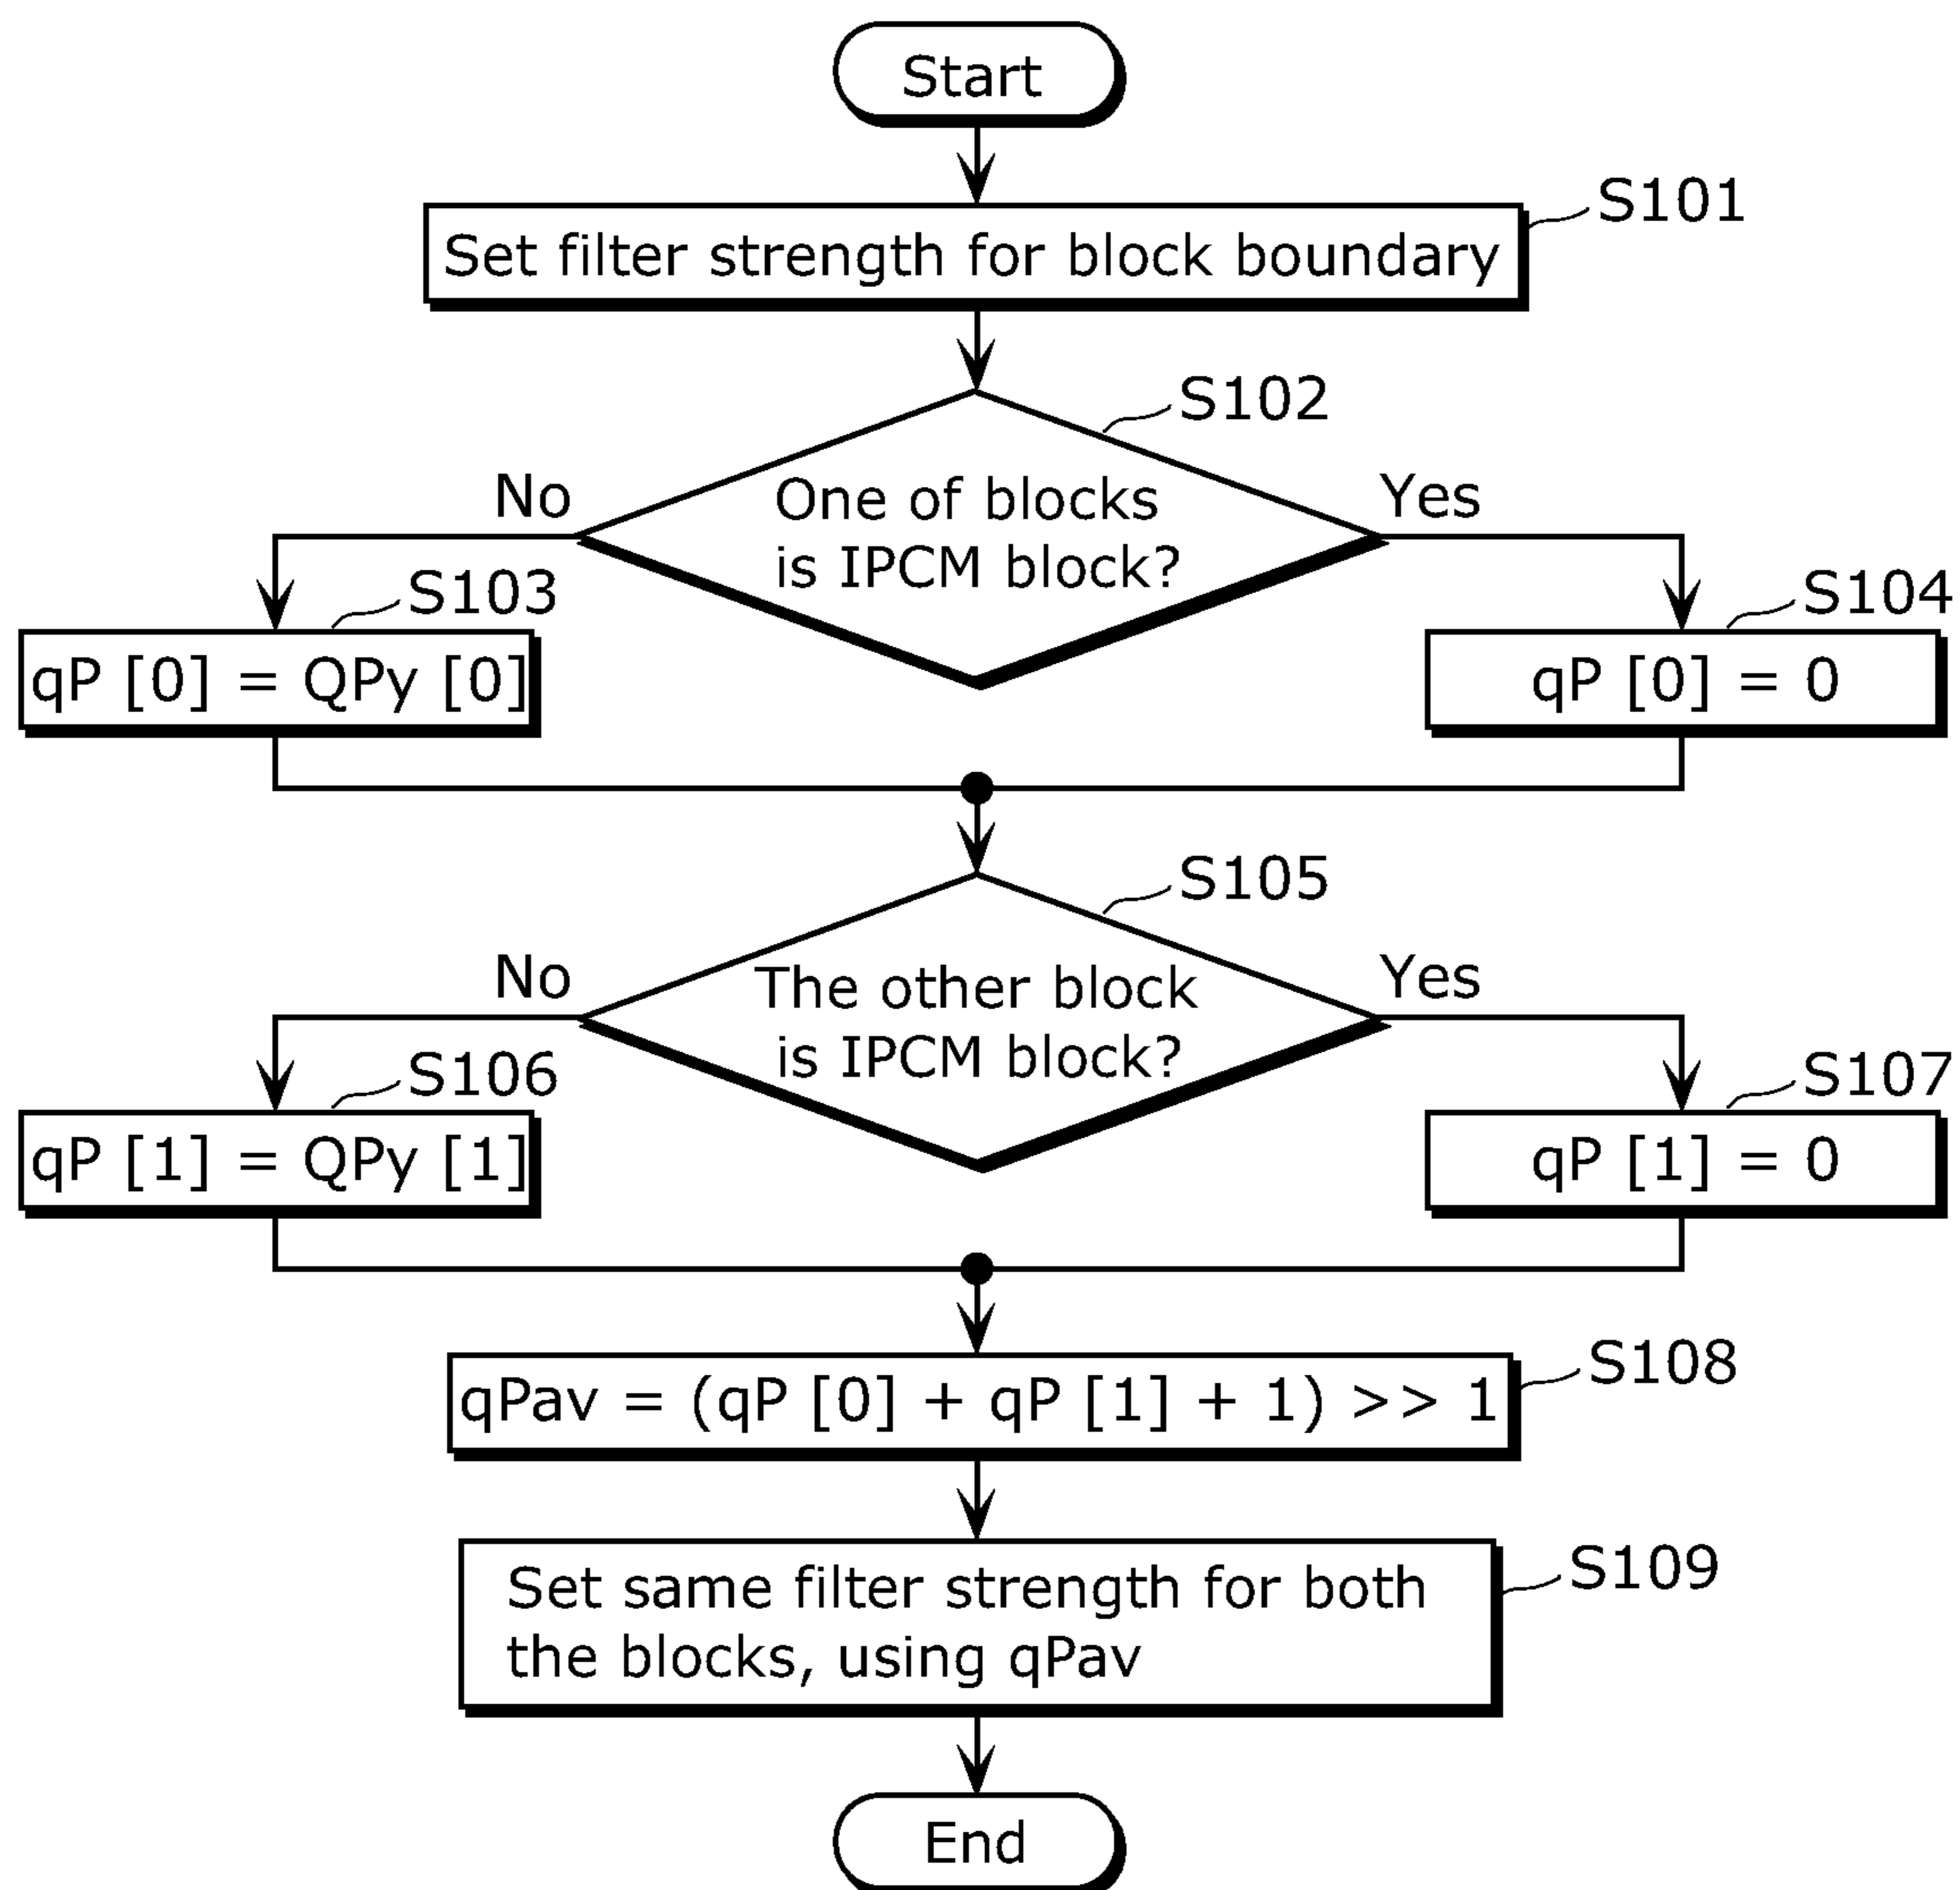 Start
S101
Set filter strength for block boundary
S102
No
One of blocks
is IPCM block?
Yes
S103
qP [0] = QPy [0]
S104
qP [0] = 0
S105
No
The other block
is IPCM block?
Yes
S106
qP [1] = QPy [1]
S107
qP [1] = 0
S108
qPav = (qP [0] + qP [1] + 1) >> 1
S109
Set same filter strength for both
the blocks, using qPav
End